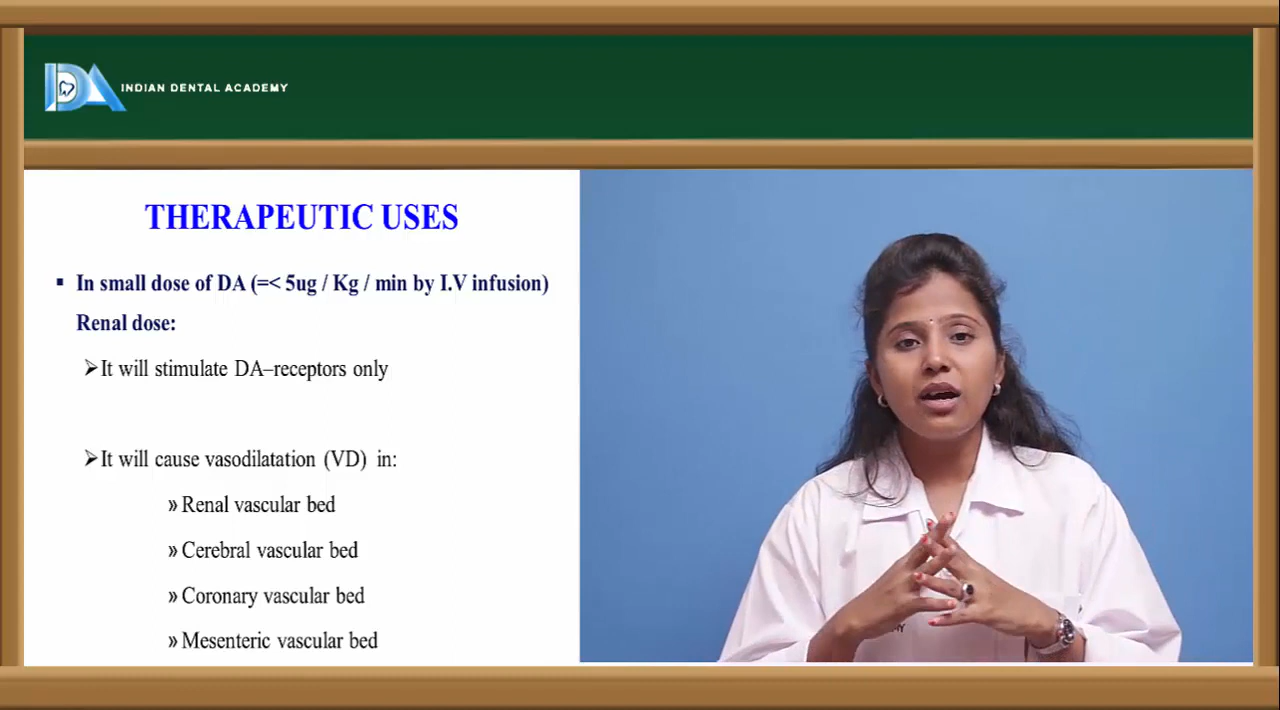 INDIAN DENTAL ACADEMY
THERAPEUTIC USES
▪ In small dose of DA (=< 5ug / Kg / min by I.V infusion)
Renal dose:
➢It will stimulate DA–receptors only
➢It will cause vasodilatation (VD) in:
» Renal vascular bed
» Cerebral vascular bed
» Coronary vascular bed
» Mesenteric vascular bed